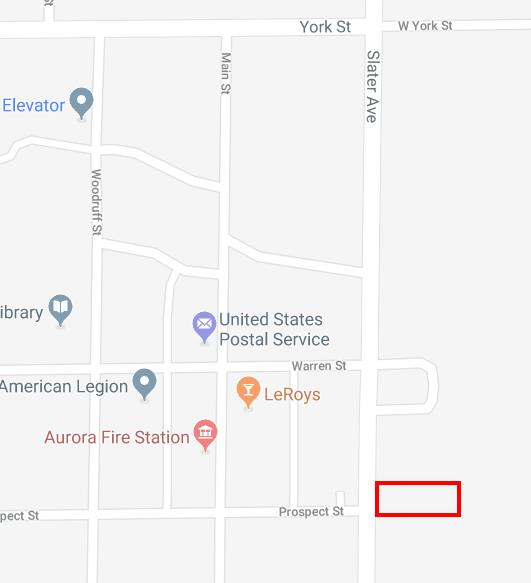 York St
W York St
Slater Ave
Main St
Elevator
Woodruff St
ibrary
United States
Postal Service
Warren St
American Legion
LeRoys
Aurora Fire Station
pect St
Prospect St